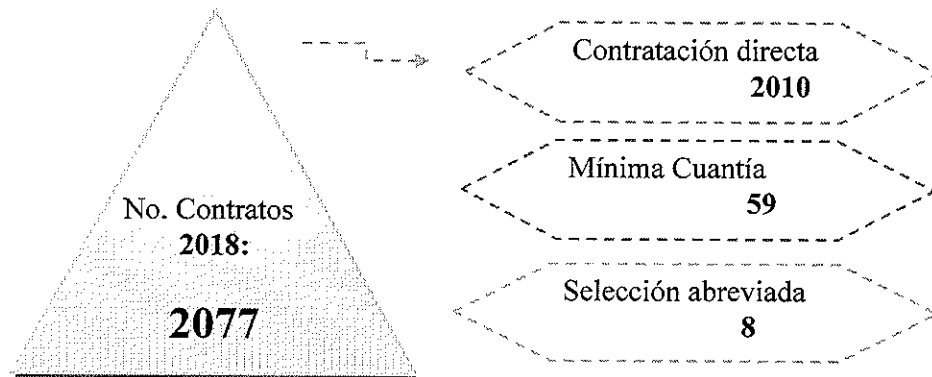 No. Contratos
2018:
2077
Contratación directa
2010
Mínima Cuantía
59
Selección abreviada
8